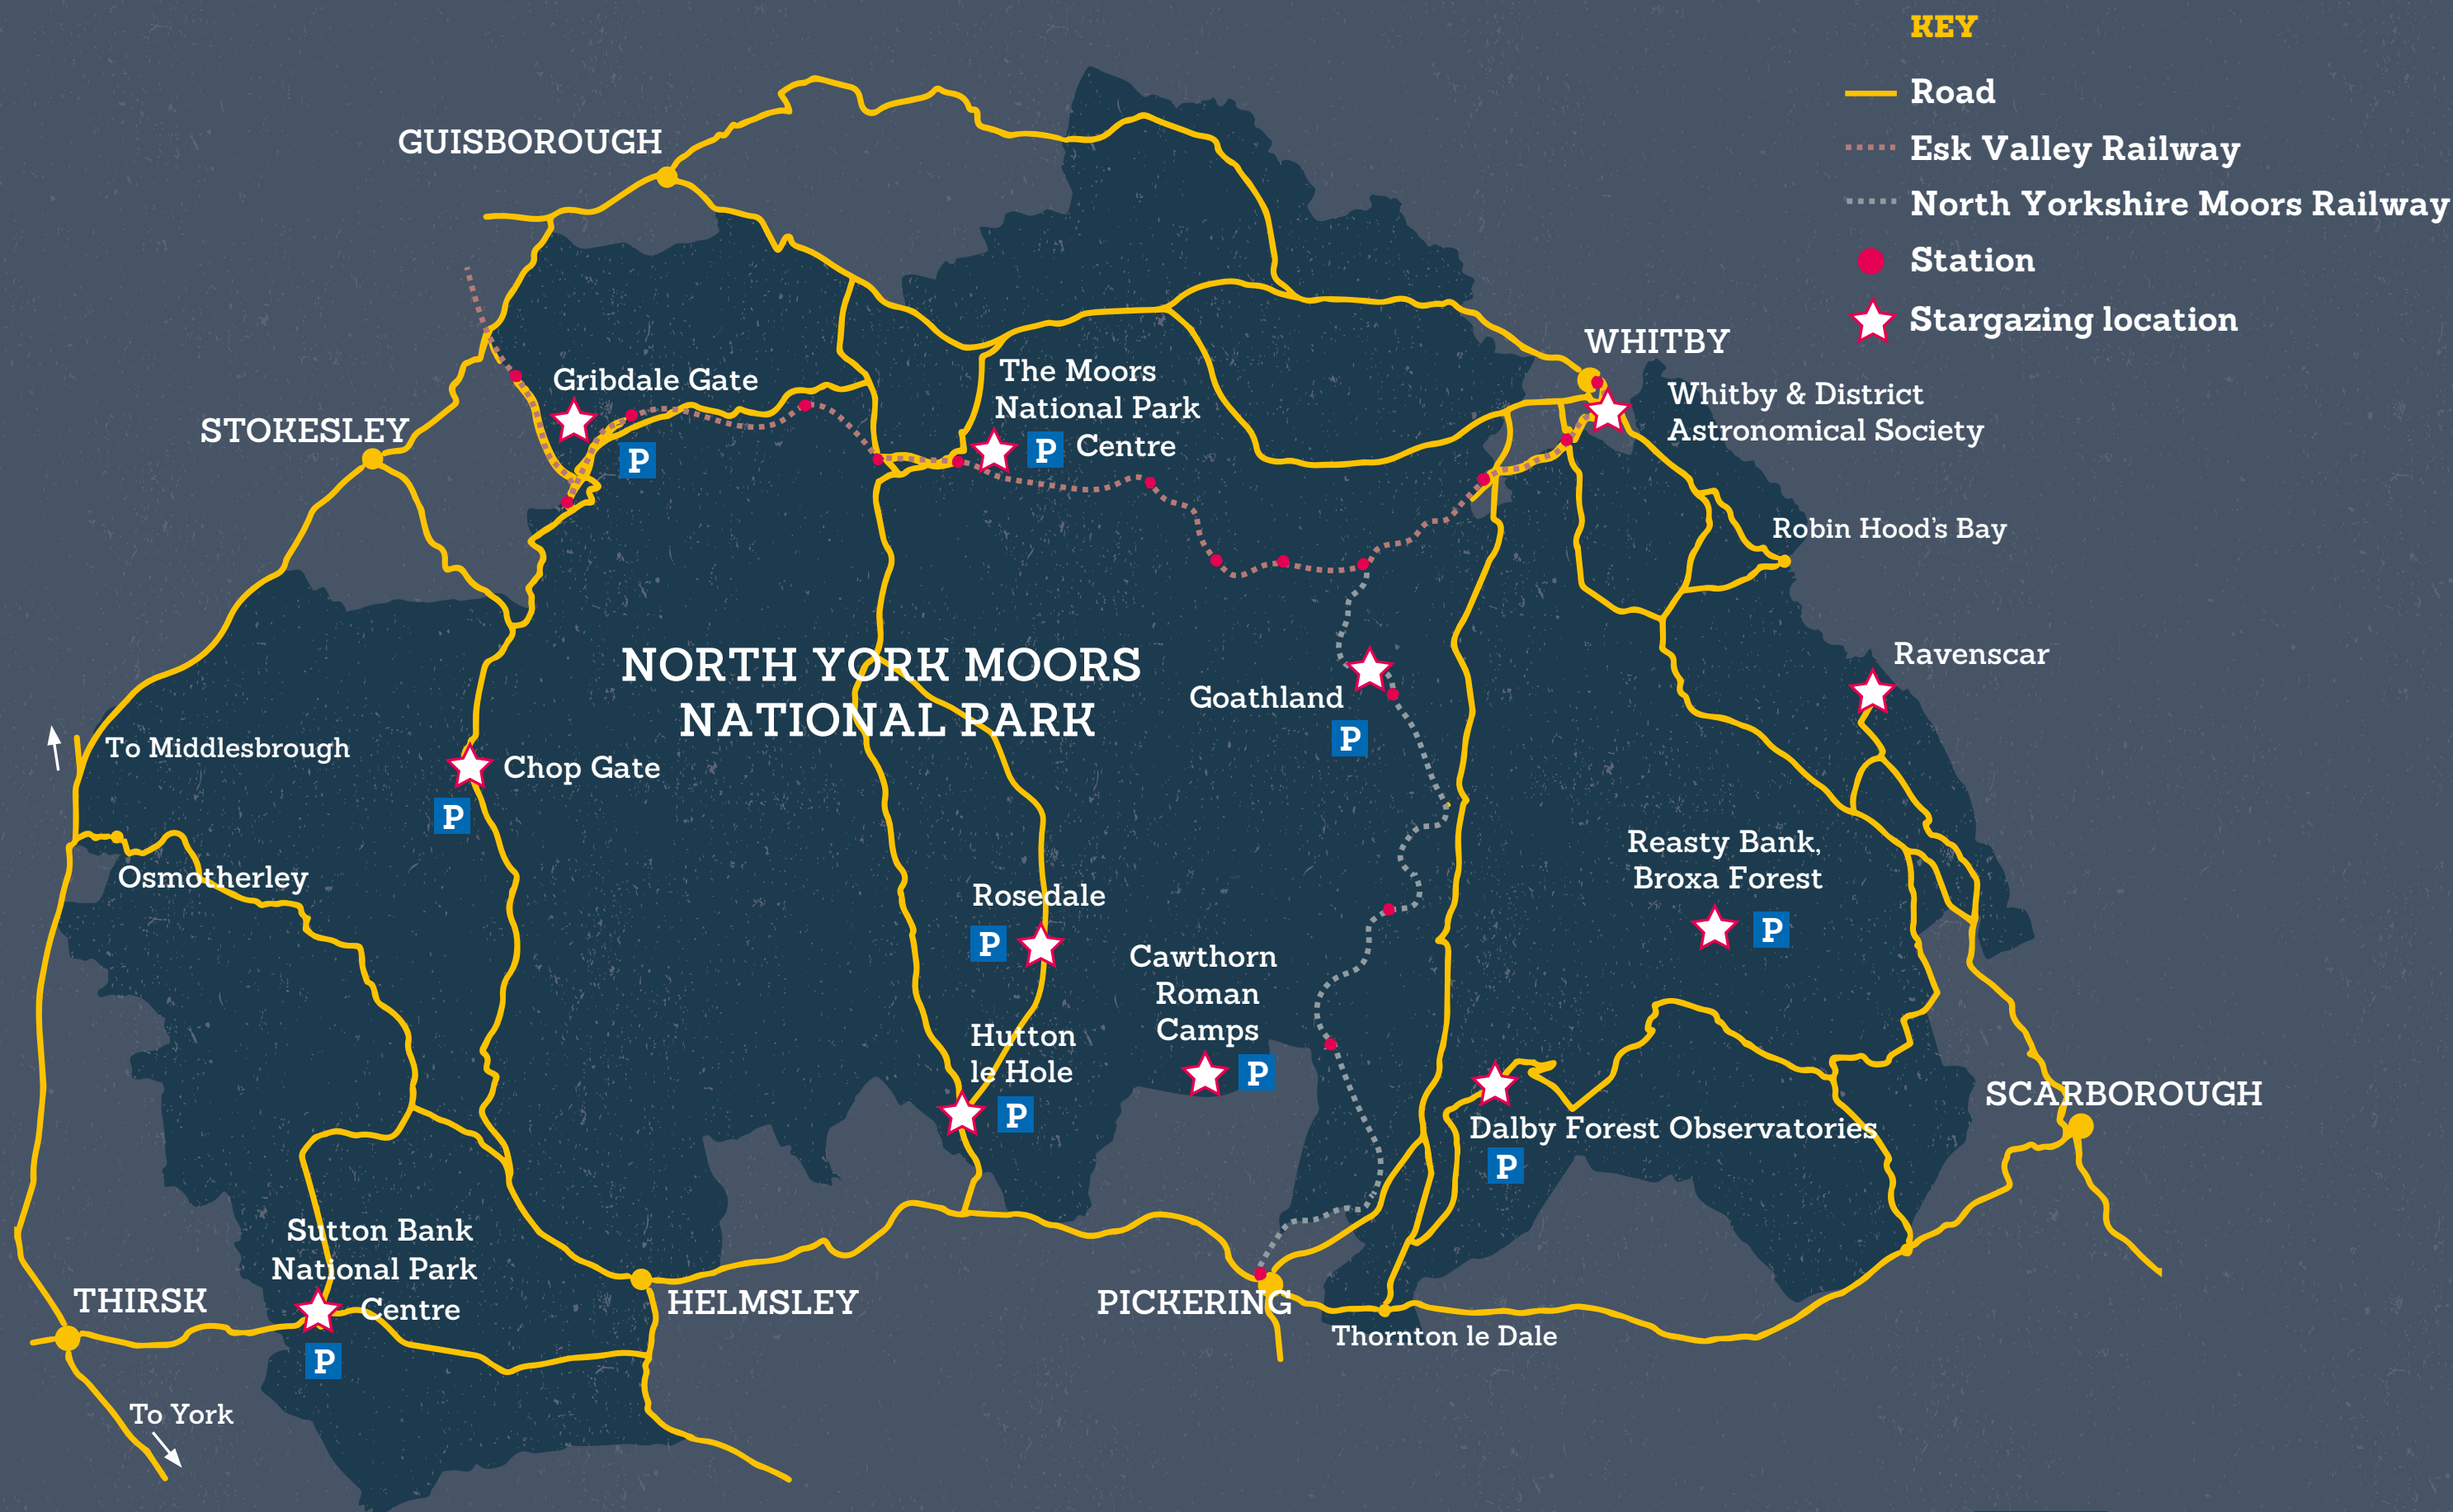 KEY
Road
Esk Valley Railway
North Yorkshire Moors Railway
Station
Stargazing location
GUISBOROUGH
WHITBY
Gribdale Gate
P
The Moors
National Park
P Centre
Whitby & District
Astronomical Society
STOKESLEY
Robin Hood's Bay
NORTH YORK MOORS
NATIONAL PARK
Goathland
P
Ravenscar
To Middlesbrough
Chop Gate
P
Osmotherley
Rosedale
P
Reasty Bank,
Broxa Forest
P
Cawthorn
Roman
Camps
P
Hutton
le Hole
P
SCARBOROUGH
Dalby Forest Observatories
P
Sutton Bank
National Park
Centre
P
THIRSK
HELMSLEY
PICKERING
Thornton le Dale
To York